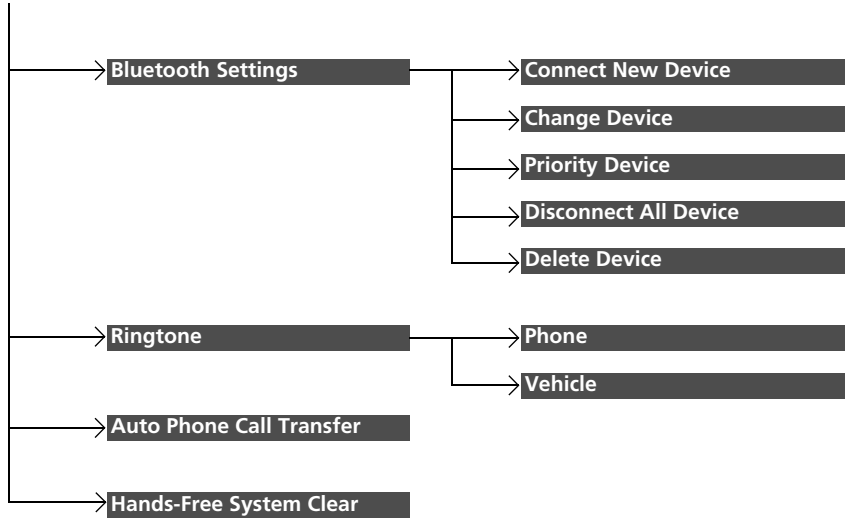 Bluetooth Settings
Connect New Device
Change Device
Priority Device
Disconnect All Device
Delete Device
Ringtone
Phone
Vehicle
Auto Phone Call Transfer
Hands-Free System Clear